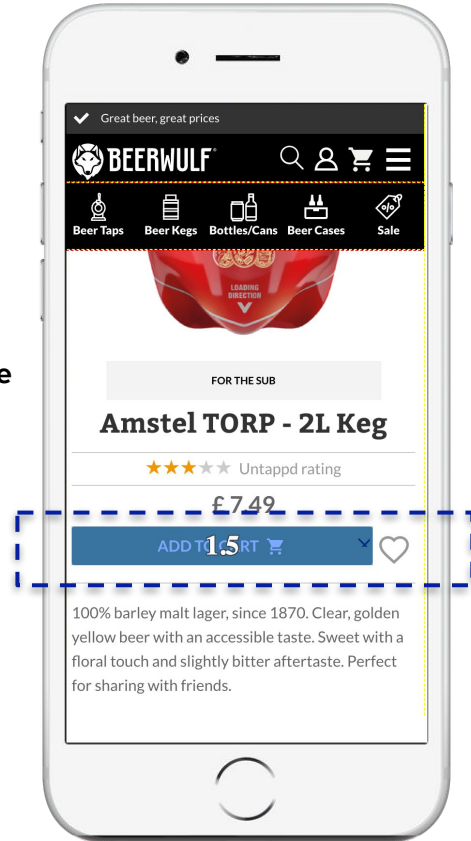 Great beer, great prices
BEERWULF
Beer Taps Beer Kegs Bottles/Cans Beer Cases Sale
LOADING
DIRECTION
FOR THE SUB
e
Amstel TORP - 2L Keg
Untappd rating
£ 7.49
ADD TO CART
1.5
100% barley malt lager, since 1870. Clear, golden
yellow beer with an accessible taste. Sweet with a
floral touch and slightly bitter aftertaste. Perfect
for sharing with friends.